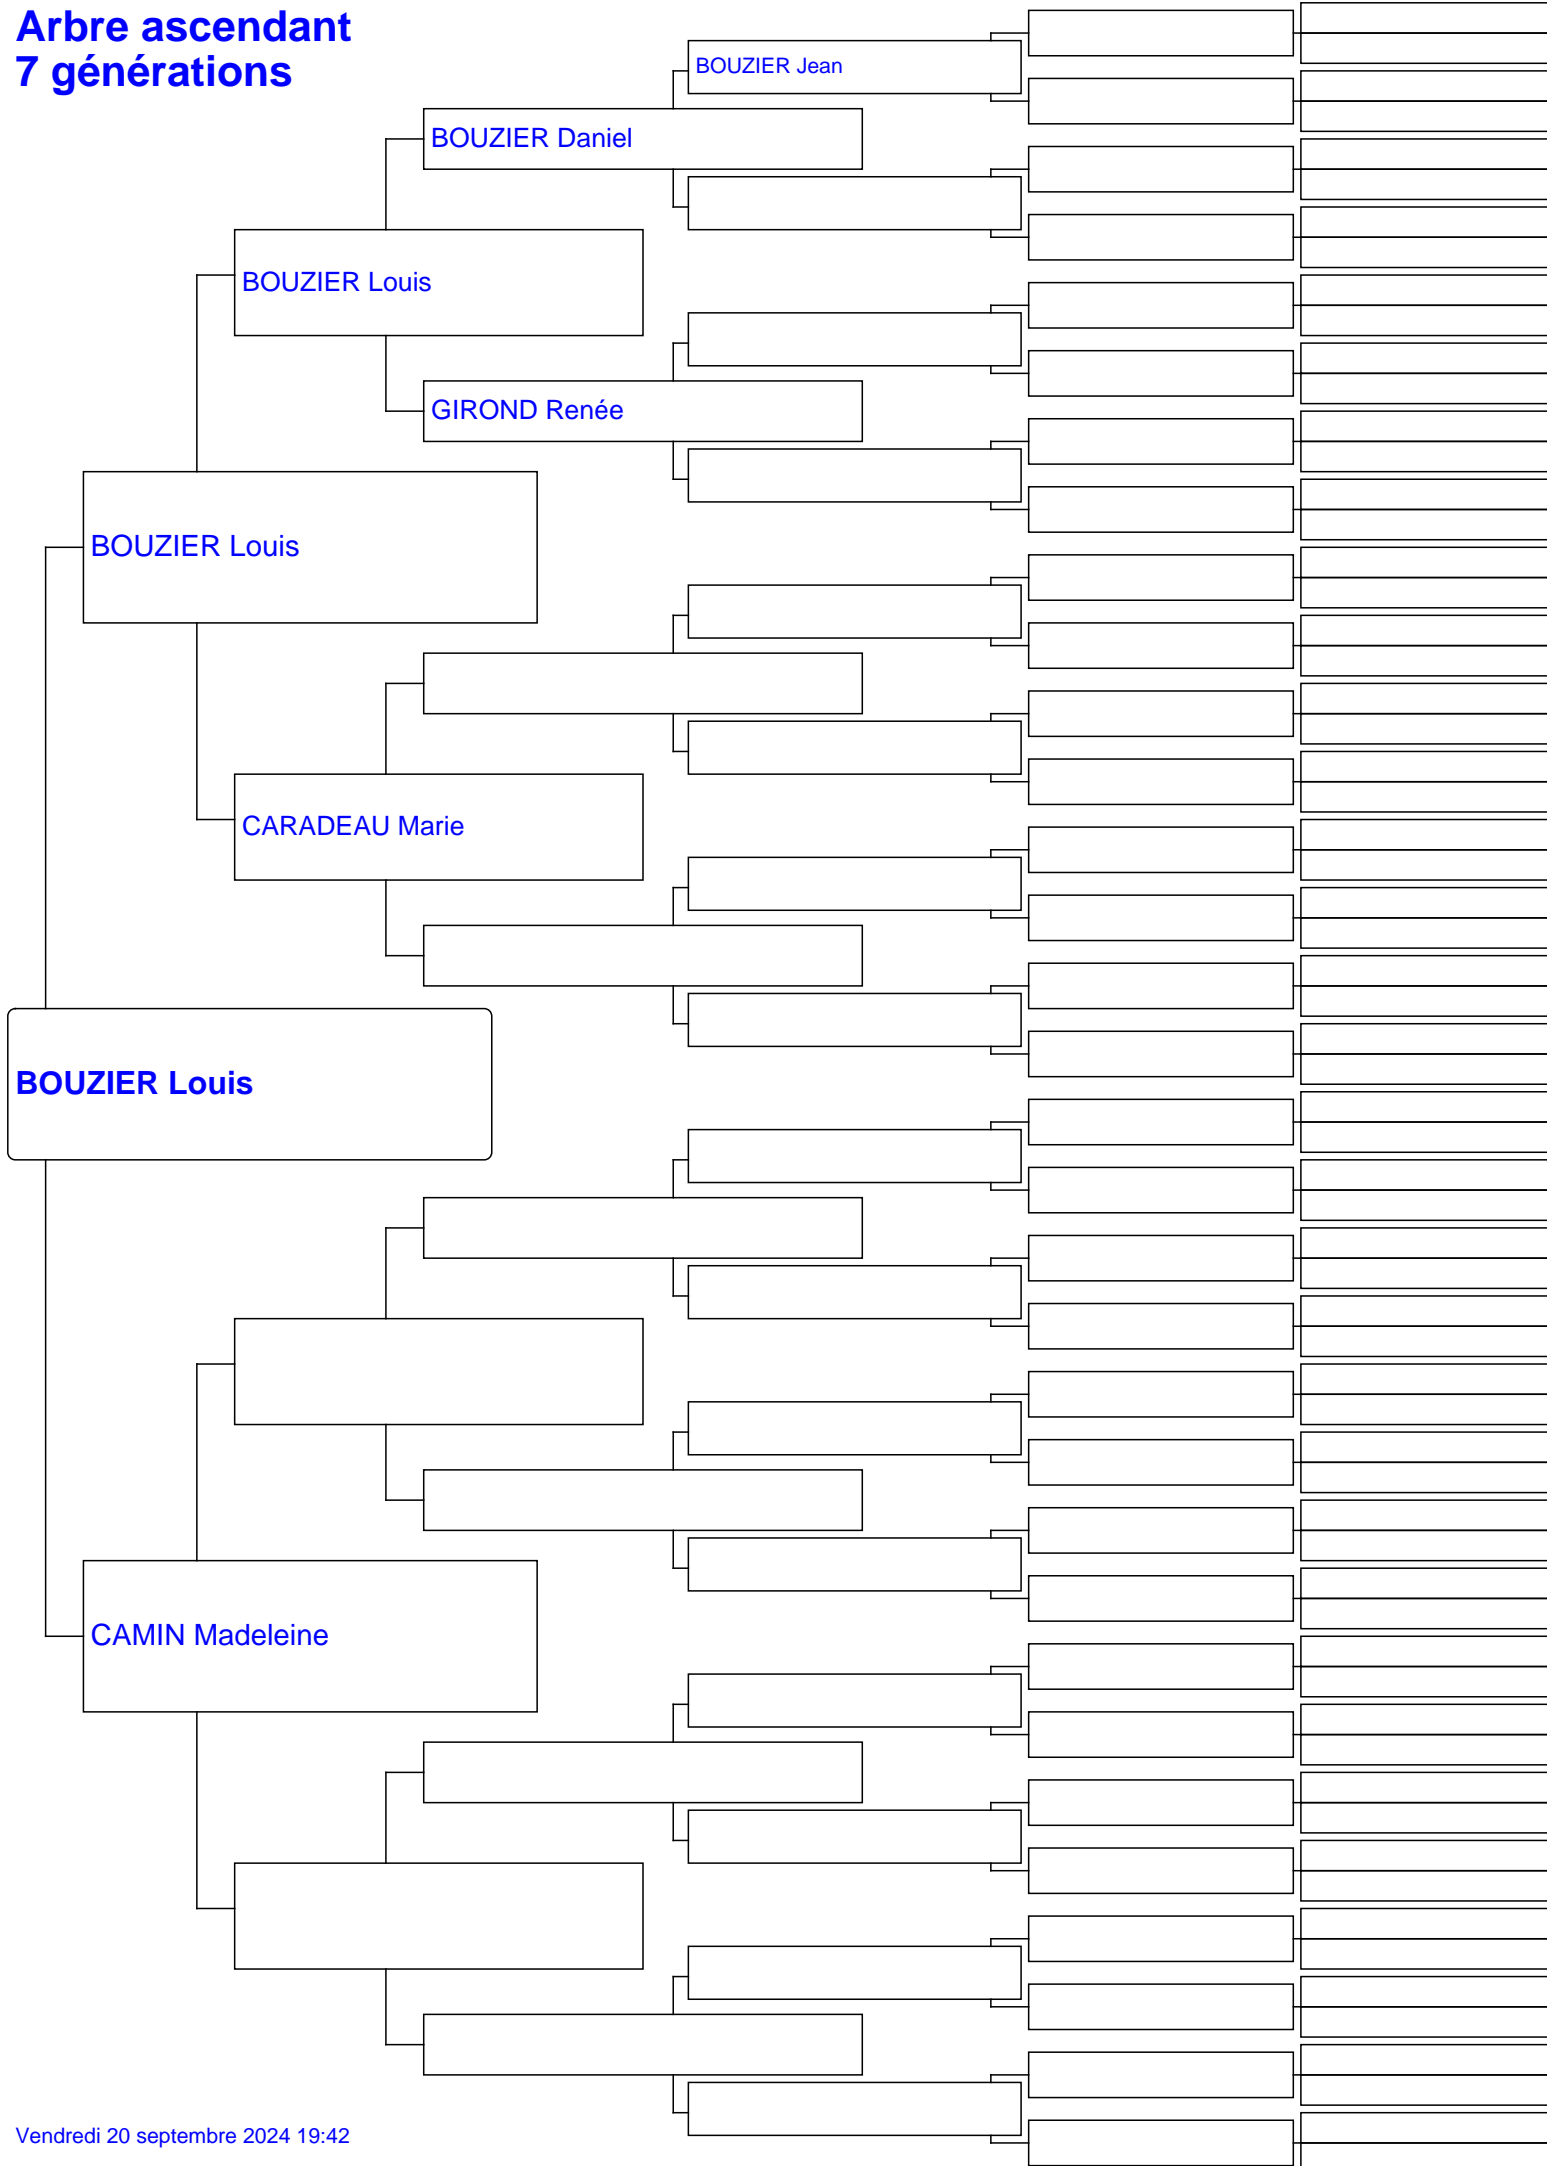 Arbre ascendant
7 générations
BOUZIER Jean
BOUZIER Daniel
BOUZIER Louis
GIROND Renée
BOUZIER Louis
CARADEAU Marie
BOUZIER Louis
CAMIN Madeleine
Vendredi 20 septembre 2024 19:42